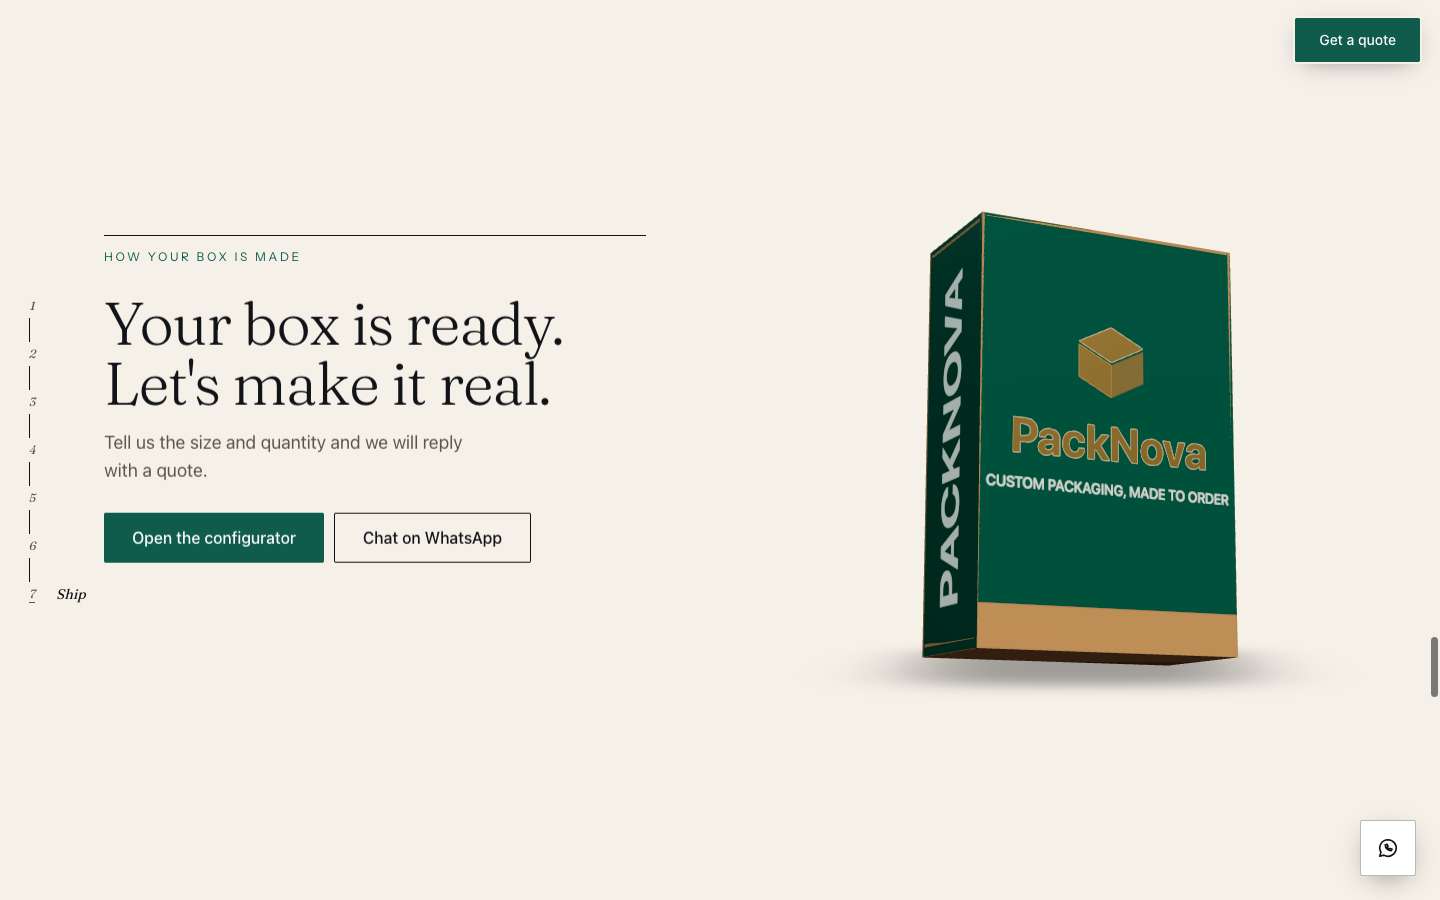 Get a quote
HOW YOUR BOX IS MADE
Your box is ready.
Let's make it real.
Tell us the size and quantity and we will reply
with a quote.
Open the configurator
Chat on WhatsApp
1
2
3
4
5
6
7 Ship
PACKNOVA
PackNova
CUSTOM PACKAGING, MADE TO ORDER